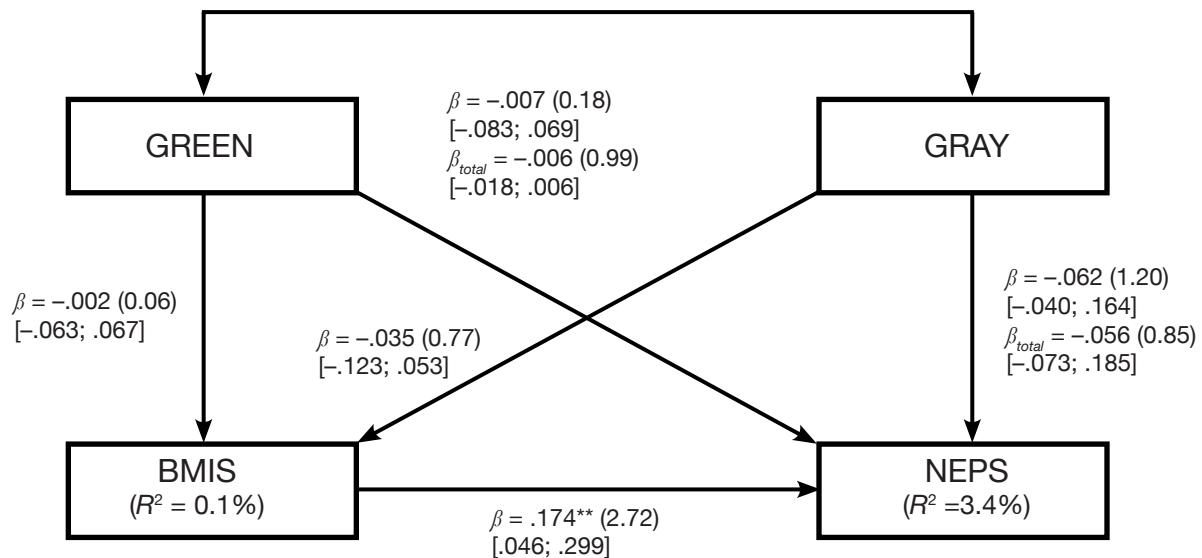 GREEN
GRAY
β = –.007 (0.18)
[–.083; .069]
βtotal = –.006 (0.99)
[–.018; .006]
β = –.002 (0.06)
[–.063; .067]
β = –.035 (0.77)
[–.123; .053]
β = –.062 (1.20)
[–.040; .164]
βtotal = –.056 (0.85)
[–.073; .185]
BMIS
(R² = 0.1%)
NEPS
(R² =3.4%)
β = .174** (2.72)
[.046; .299]